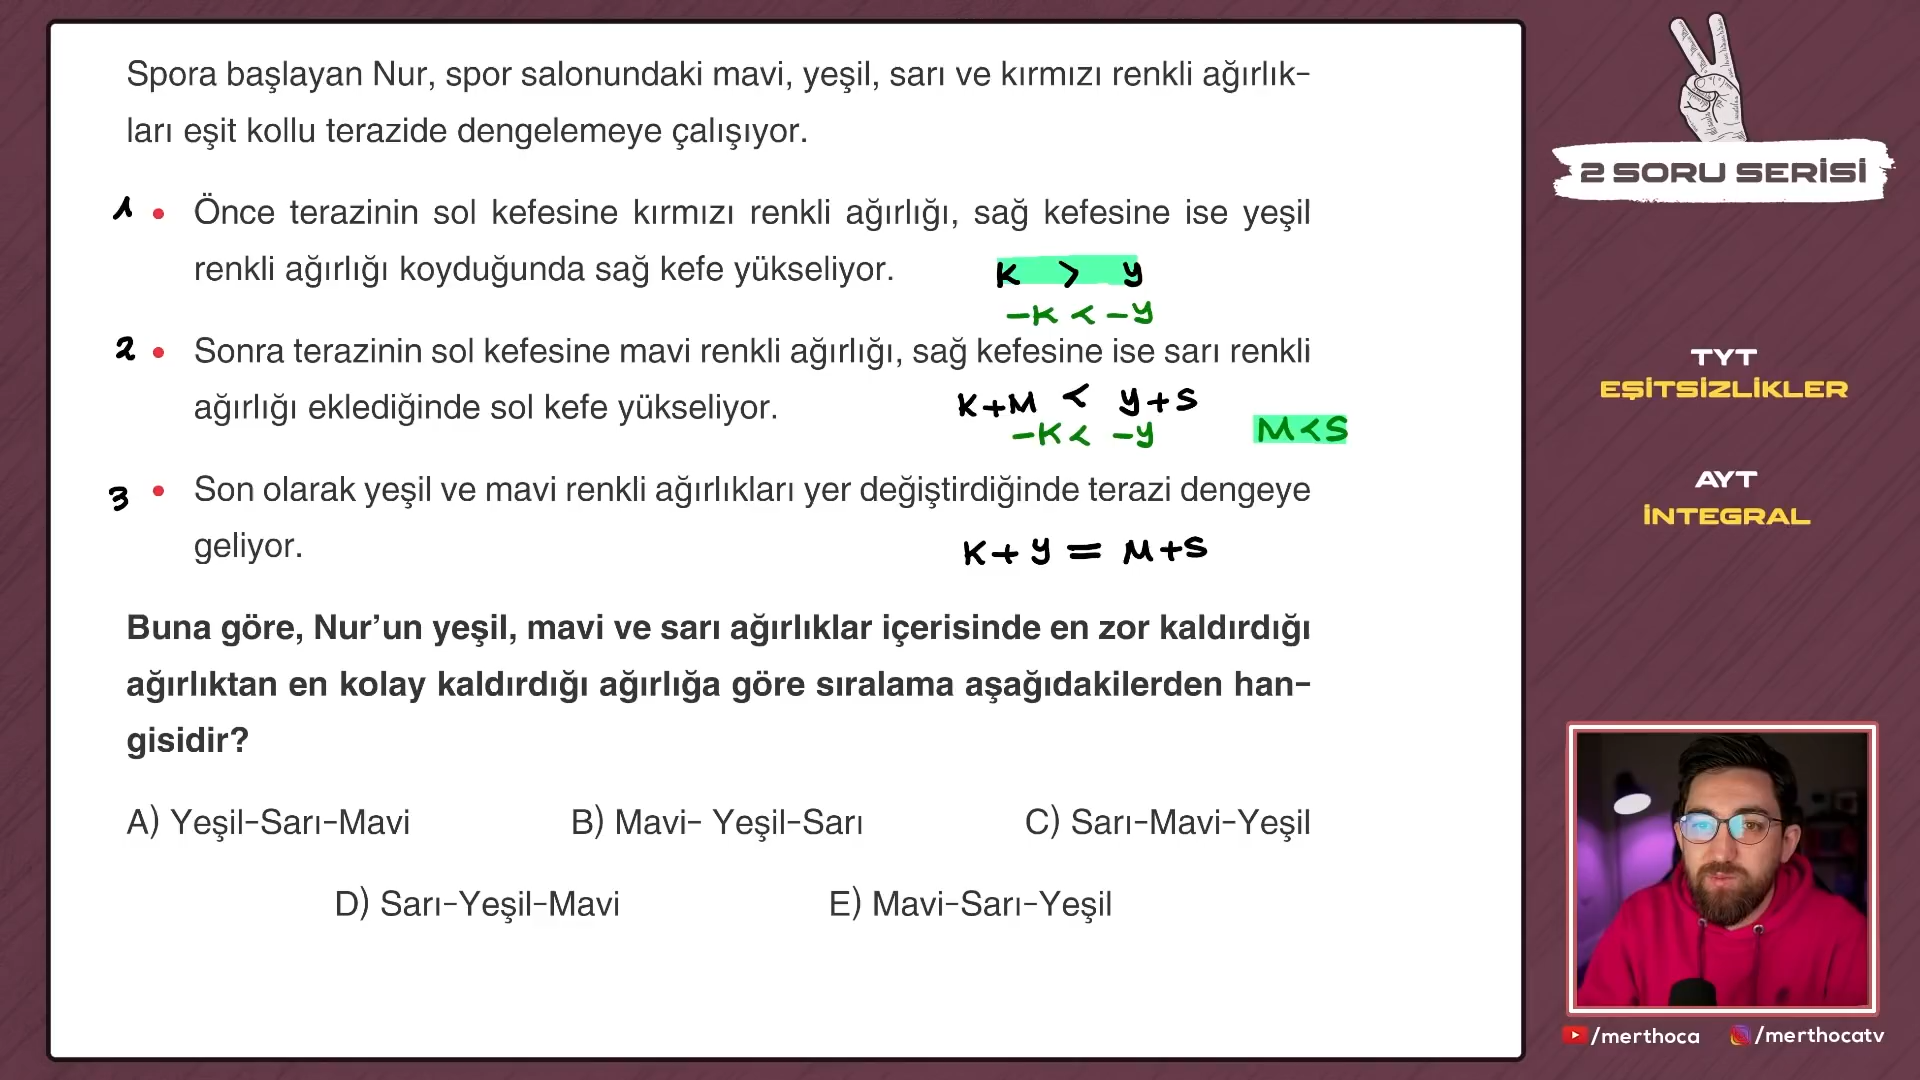 Spora başlayan Nur, spor salonundaki mavi, yeşil, sarı ve kırmızı renkli ağırlık-
ları eşit kollu terazide dengelemeye çalışıyor.
1 • Önce terazinin sol kefesine kırmızı renkli ağırlığı, sağ kefesine ise yeşil
renkli ağırlığı koyduğunda sağ kefe yükseliyor.
K > y
-K < -y
2 • Sonra terazinin sol kefesine mavi renkli ağırlığı, sağ kefesine ise sarı renkli
ağırlığı eklediğinde sol kefe yükseliyor.
K+M < y+S
-K < -y
M<S
3 • Son olarak yeşil ve mavi renkli ağırlıkları yer değiştirdiğinde terazi dengeye
geliyor.
K+y = M+S
Buna göre, Nur’un yeşil, mavi ve sarı ağırlıklar içerisinde en zor kaldırdığı
ağırlıktan en kolay kaldırdığı ağırlığa göre sıralama aşağıdakilerden han-
gisidir?
A) Yeşil-Sarı-Mavi
B) Mavi- Yeşil-Sarı
C) Sarı-Mavi-Yeşil
D) Sarı-Yeşil-Mavi
E) Mavi-Sarı-Yeşil
2 SORU SERİSİ
TYT
EŞİTSİZLİKLER
AYT
İNTEGRAL
/merthoca
/merthocatv